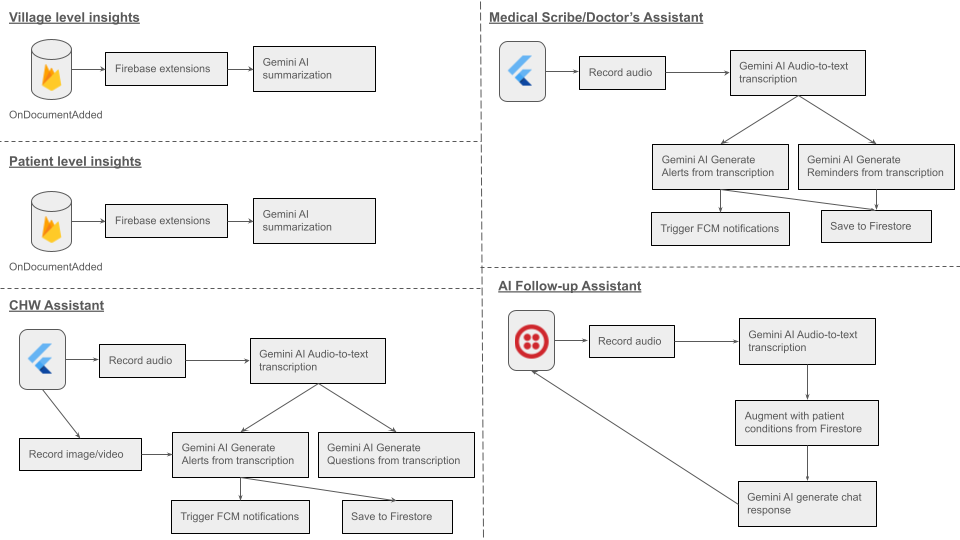 Village level insights
Firebase extensions
Gemini AI
summarization
OnDocumentAdded
Patient level insights
Firebase extensions
Gemini AI
summarization
OnDocumentAdded
CHW Assistant
Record audio
Gemini AI Audio-to-text
transcription
Record image/video
Gemini AI Generate
Alerts from transcription
Gemini AI Generate
Questions from transcription
Trigger FCM notifications
Save to Firestore
Medical Scribe/Doctor's Assistant
Record audio
Gemini AI Audio-to-text
transcription
Gemini AI Generate
Alerts from transcription
Gemini AI Generate
Reminders from transcription
Trigger FCM notifications
Save to Firestore
AI Follow-up Assistant
Record audio
Gemini AI Audio-to-text
transcription
Augment with patient
conditions from Firestore
Gemini AI generate chat
response